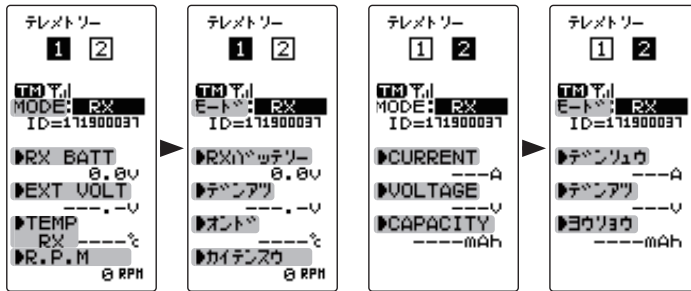 テレメトリー
1 2
TM
MODE: RX
ID=171900037
▶RX BATT
0.0V
▶EXT VOLT
---.-V
▶TEMP
RX ----℃
▶R.P.M
0 RPM
テレメトリー
1 2
TM
モード: RX
ID=171900037
▶RXバッテリー
0.0V
▶デンアツ
---.-V
▶オンド
----℃
▶カイテンスウ
0 RPM
テレメトリー
1 2
TM
MODE: RX
ID=171900037
▶CURRENT
---A
▶VOLTAGE
---V
▶CAPACITY
----mAh
テレメトリー
1 2
TM
モード: RX
ID=171900037
▶デンリュウ
---A
▶デンアツ
---V
▶ヨウリョウ
----mAh